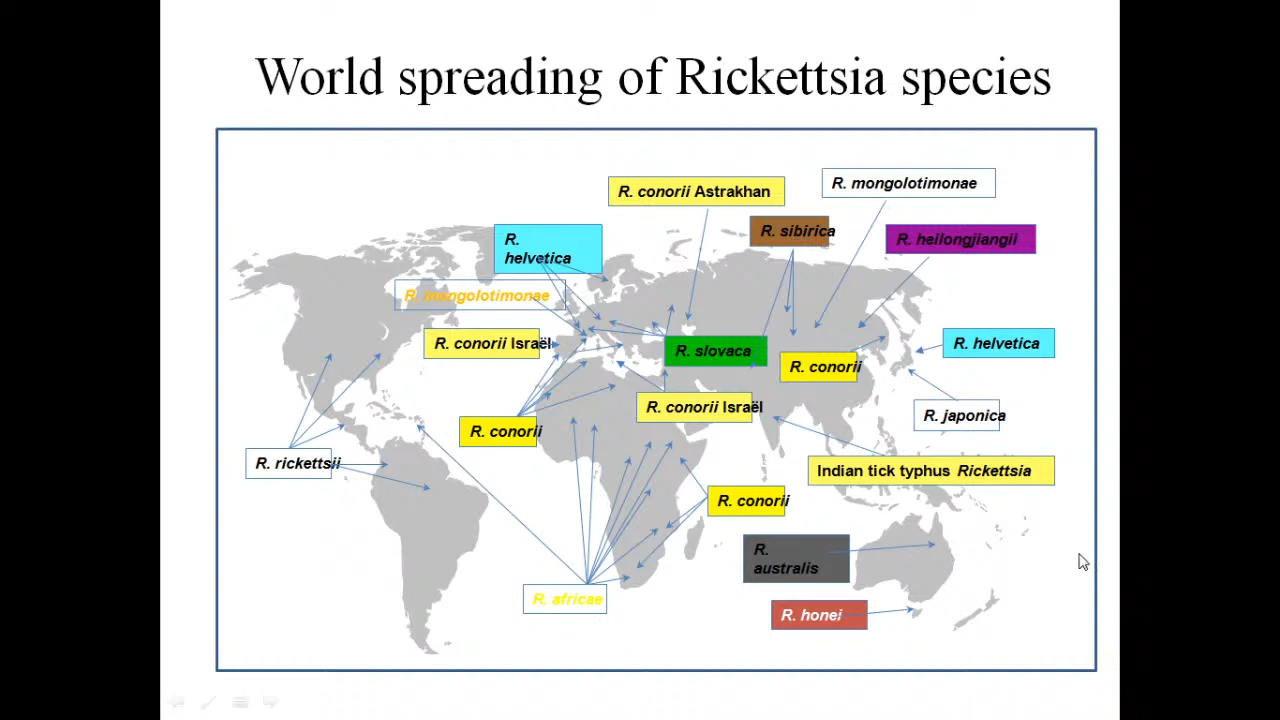 World spreading of Rickettsia species
R. conorii Astrakhan
R. mongolotimonae
R. sibirica
R. heilongjiangii
R.
helvetica
R. mongolotimonae
R. conorii Israël
R. slovaca
R. conorii
R. helvetica
R. conorii Israël
R. japonica
R. conorii
R. rickettsii
Indian tick typhus Rickettsia
R. conorii
R.
australis
R. africae
R. honei